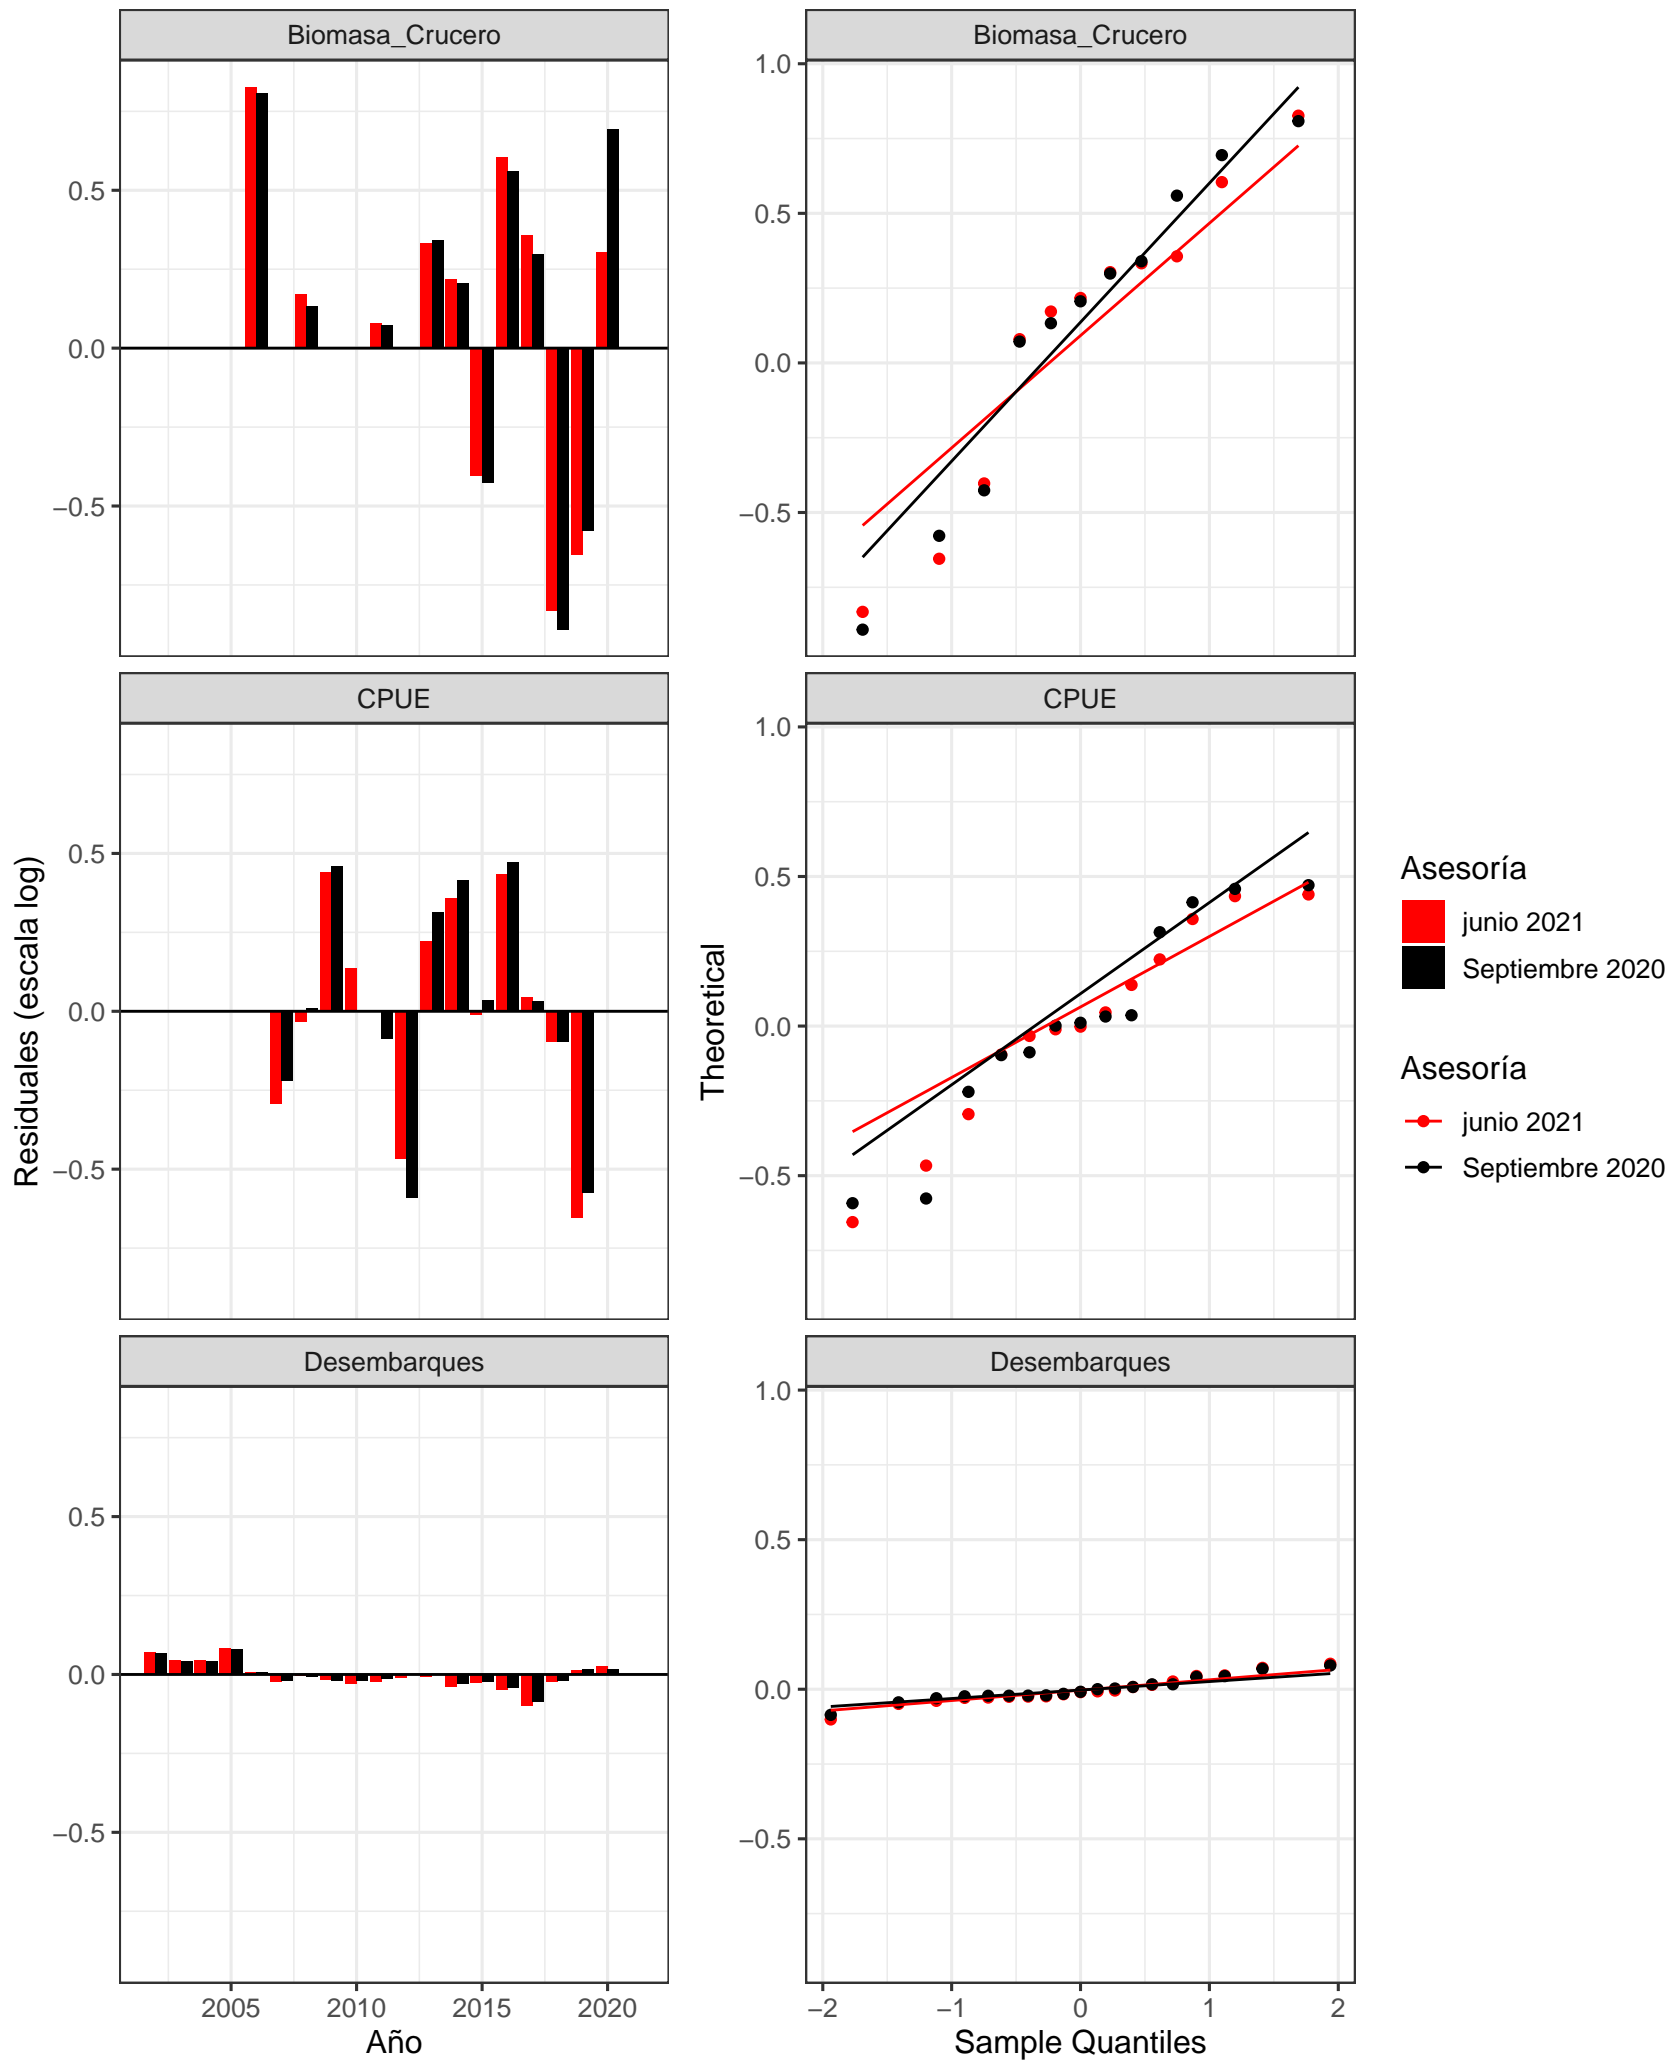 Biomasa_Crucero
Biomasa_Crucero
0.5
0.0
−0.5
1.0
0.5
0.0
−0.5
CPUE
CPUE
0.5
0.0
−0.5
1.0
0.5
0.0
−0.5
Desembarques
Desembarques
0.5
0.0
−0.5
1.0
0.5
0.0
−0.5
2005 2010 2015 2020
−2 −1 0 1 2
Año
Sample Quantiles
Residuales (escala log)
Theoretical
Asesoría
junio 2021
Septiembre 2020
Asesoría
junio 2021
Septiembre 2020